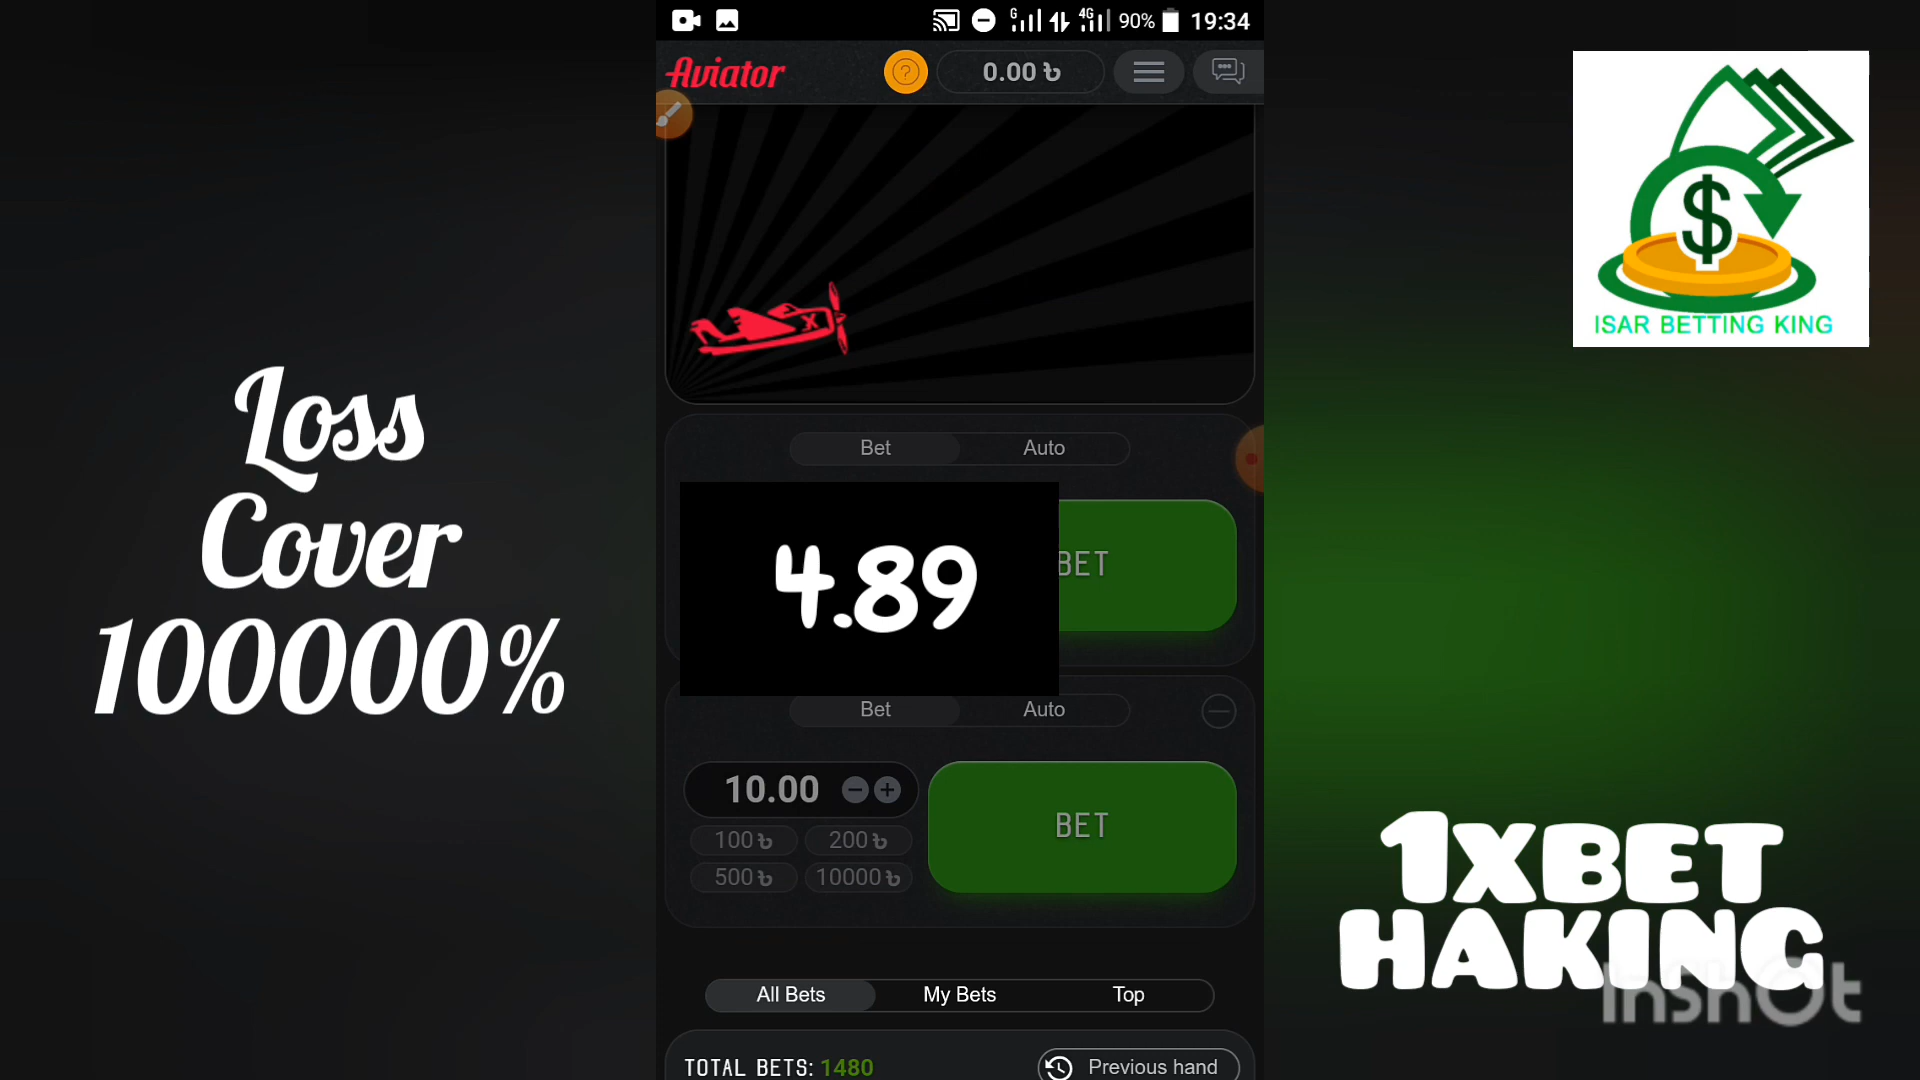 G 4G 90% 19:34
Aviator
? 0.00 ৳
X
$
ISAR BETTING KING
Loss
Cover
100000%
Bet Auto
4.89
BET
Bet Auto
10.00
100৳ 200৳
500৳ 10000৳
BET
1XBET
HAKING
InShOt
All Bets My Bets Top
TOTAL BETS: 1480
Previous hand